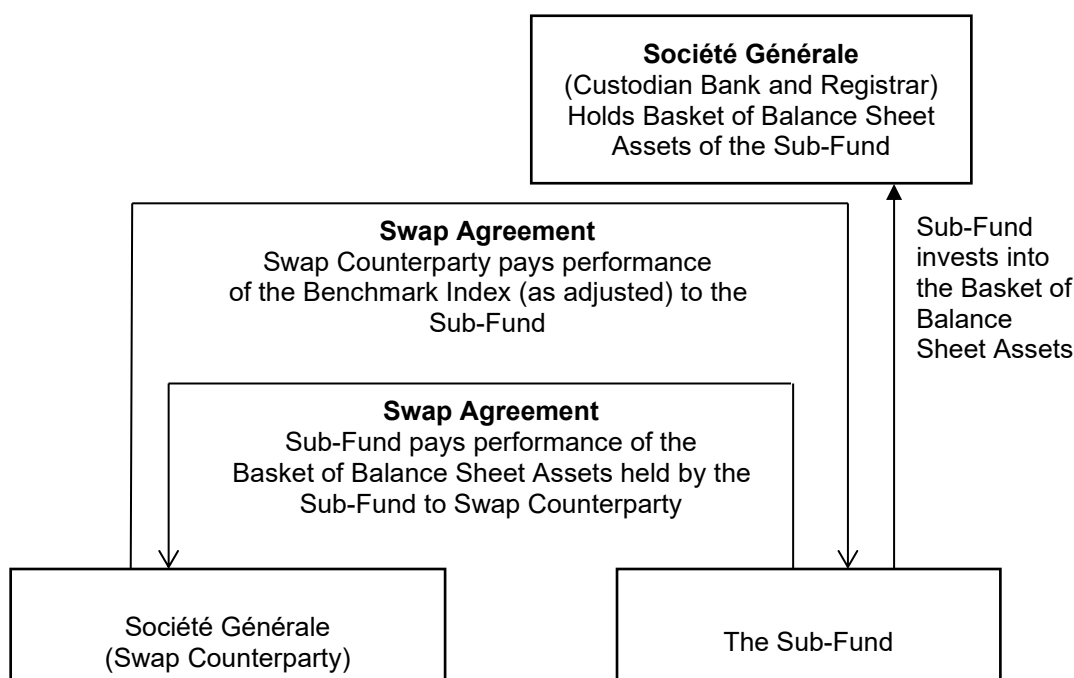 Société Générale
(Custodian Bank and Registrar)
Holds Basket of Balance Sheet
Assets of the Sub-Fund
Swap Agreement
Swap Counterparty pays performance
of the Benchmark Index (as adjusted) to the
Sub-Fund
Sub-Fund
invests into
the Basket of
Balance
Sheet Assets
Swap Agreement
Sub-Fund pays performance of the
Basket of Balance Sheet Assets held by the
Sub-Fund to Swap Counterparty
Société Générale
(Swap Counterparty)
The Sub-Fund